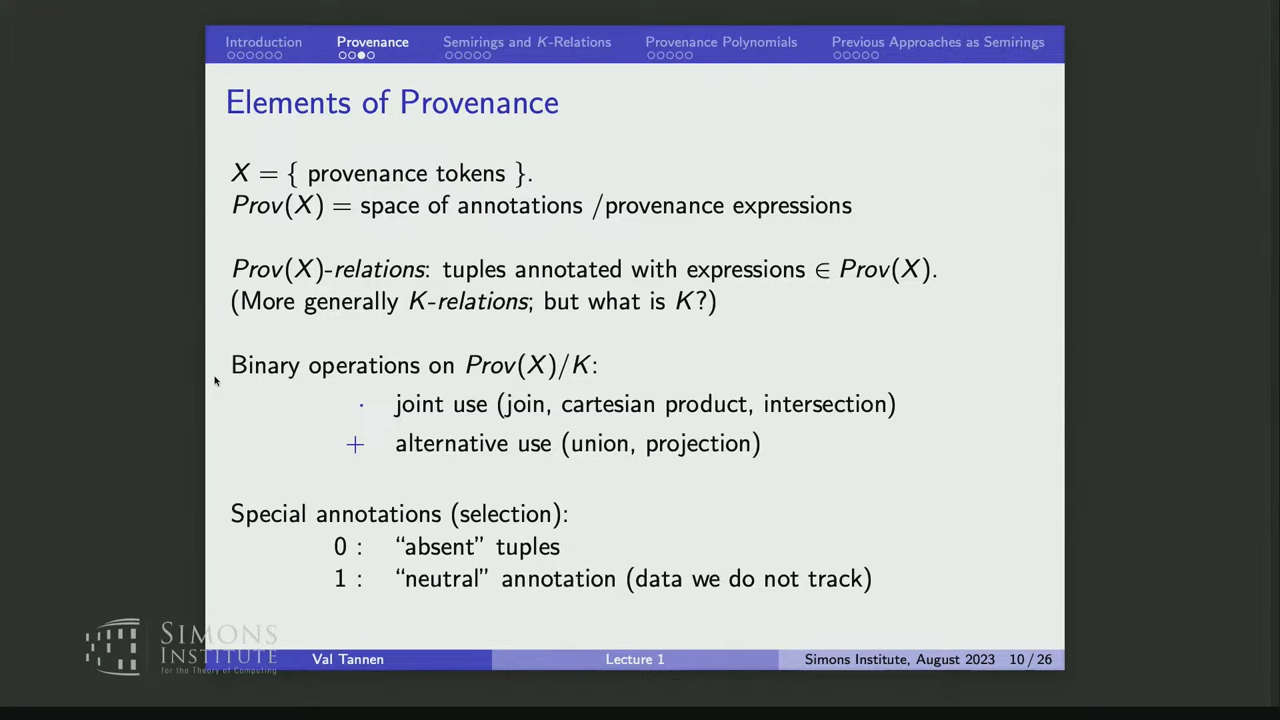 Introduction Provenance Semirings and K-Relations Provenance Polynomials Previous Approaches as Semirings
Elements of Provenance
X = { provenance tokens }.
Prov(X) = space of annotations /provenance expressions
Prov(X)-relations: tuples annotated with expressions ∈ Prov(X).
(More generally K-relations; but what is K?)
Binary operations on Prov(X)/K:
· joint use (join, cartesian product, intersection)
+ alternative use (union, projection)
Special annotations (selection):
0 : “absent” tuples
1 : “neutral” annotation (data we do not track)
SIMONS
INSTITUTE
for the Theory of Computing
Val Tannen Lecture 1 Simons Institute, August 2023 10 / 26